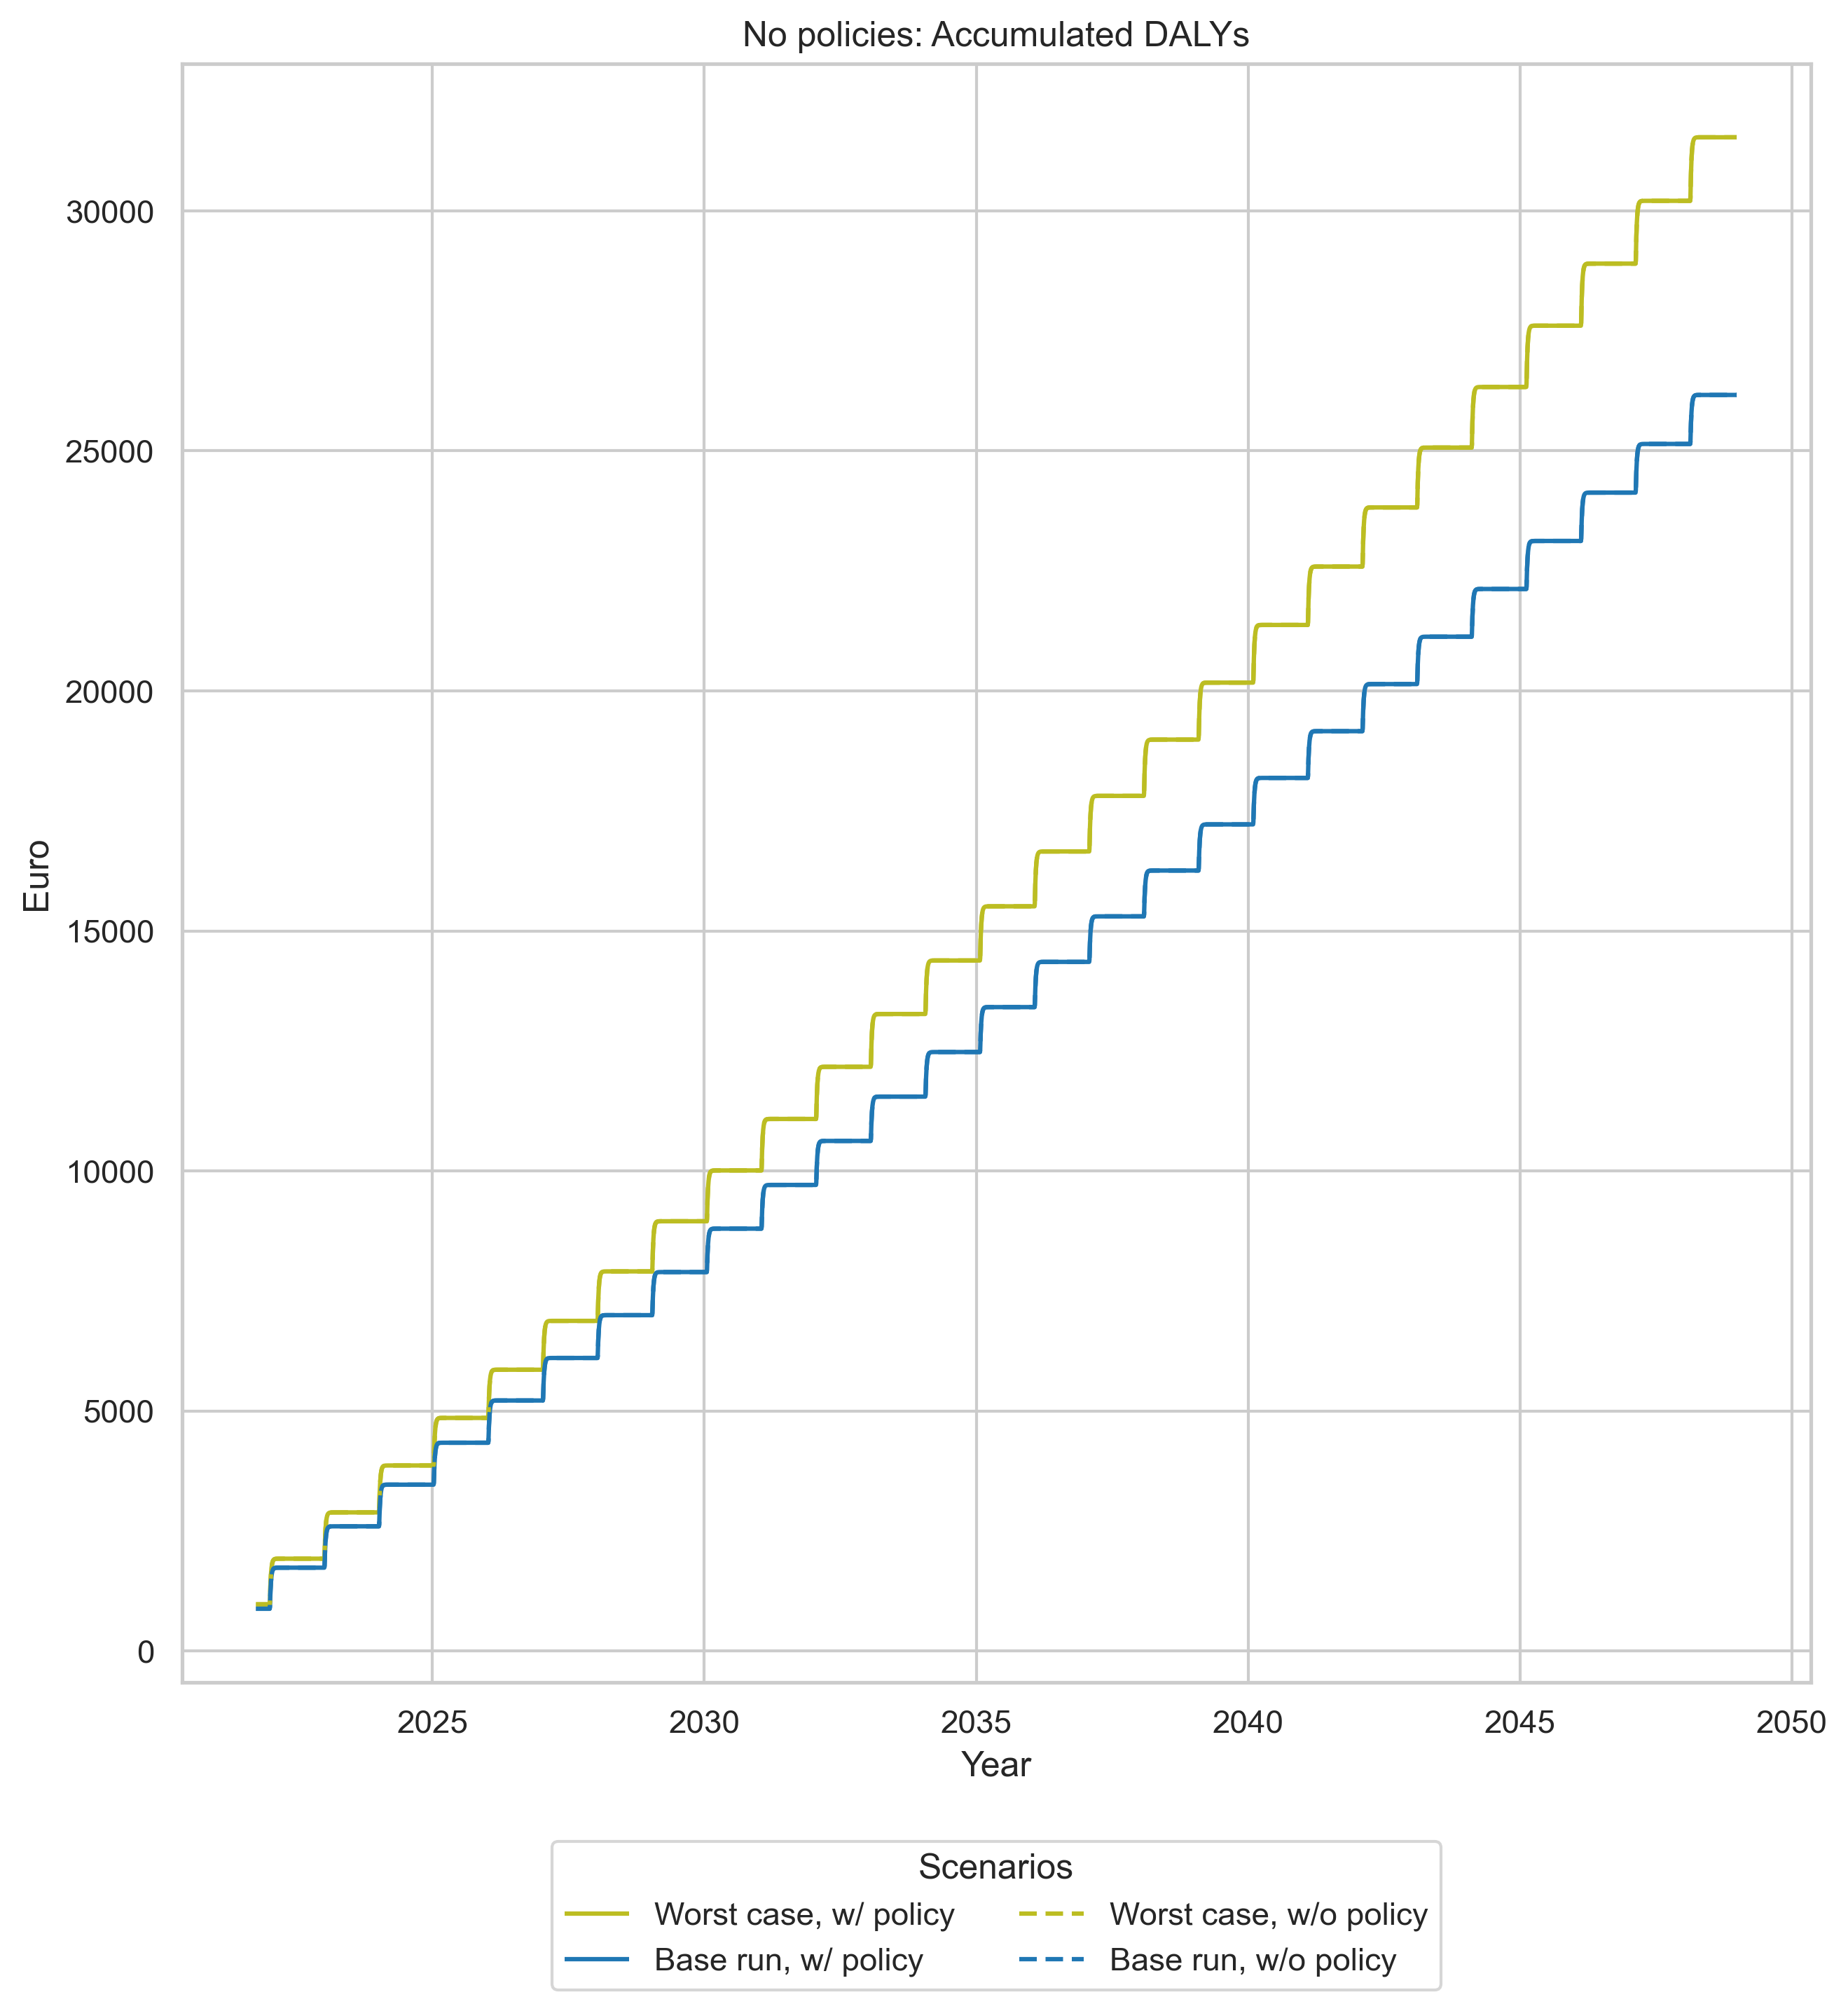 No policies: Accumulated DALYs
30000
25000
20000
15000
10000
5000
0
Euro
2025 2030 2035 2040 2045 2050
Year
Scenarios
Worst case, w/ policy Worst case, w/o policy
Base run, w/ policy Base run, w/o policy